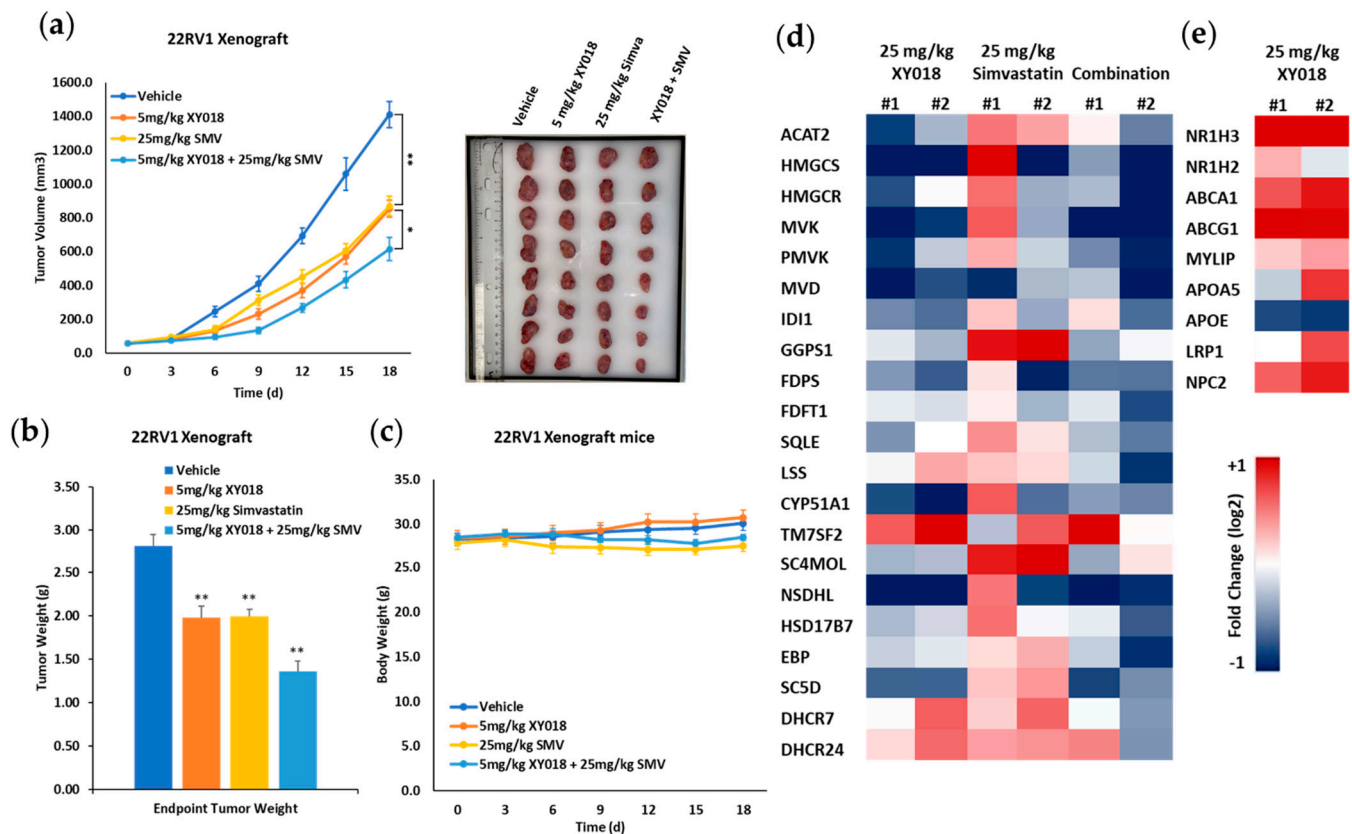 (a)
22RV1 Xenograft
Tumor Volume (mm3)
1600.0
1400.0
1200.0
1000.0
800.0
600.0
400.0
200.0
0.0
Vehicle
5mg/kg XY018
25mg/kg SMV
5mg/kg XY018 + 25mg/kg SMV
**
*
0 3 6 9 12 15 18
Time (d)
Vehicle
5 mg/kg XY018
25 mg/kg Simva
XY018 + SMV
(b)
22RV1 Xenograft
Vehicle
5mg/kg XY018
25mg/kg Simvastatin
5mg/kg XY018 + 25mg/kg SMV
Tumor Weight (g)
3.50
3.00
2.50
2.00
1.50
1.00
0.50
0.00
** ** **
Endpoint Tumor Weight
(c)
22RV1 Xenograft mice
Body Weight (g)
35.0
30.0
25.0
20.0
15.0
10.0
5.0
0.0
Vehicle
5mg/kg XY018
25mg/kg SMV
5mg/kg XY018 + 25mg/kg SMV
0 3 6 9 12 15 18
Time (d)
(d)
25 mg/kg 25 mg/kg
XY018 Simvastatin Combination
#1 #2 #1 #2 #1 #2
ACAT2
HMGCS
HMGCR
MVK
PMVK
MVD
IDI1
GGPS1
FDPS
FDFT1
SQLE
LSS
CYP51A1
TM7SF2
SC4MOL
NSDHL
HSD17B7
EBP
SC5D
DHCR7
DHCR24
(e)
25 mg/kg
XY018
#1 #2
NR1H3
NR1H2
ABCA1
ABCG1
MYLIP
APOA5
APOE
LRP1
NPC2
+1
Fold Change (log2)
-1